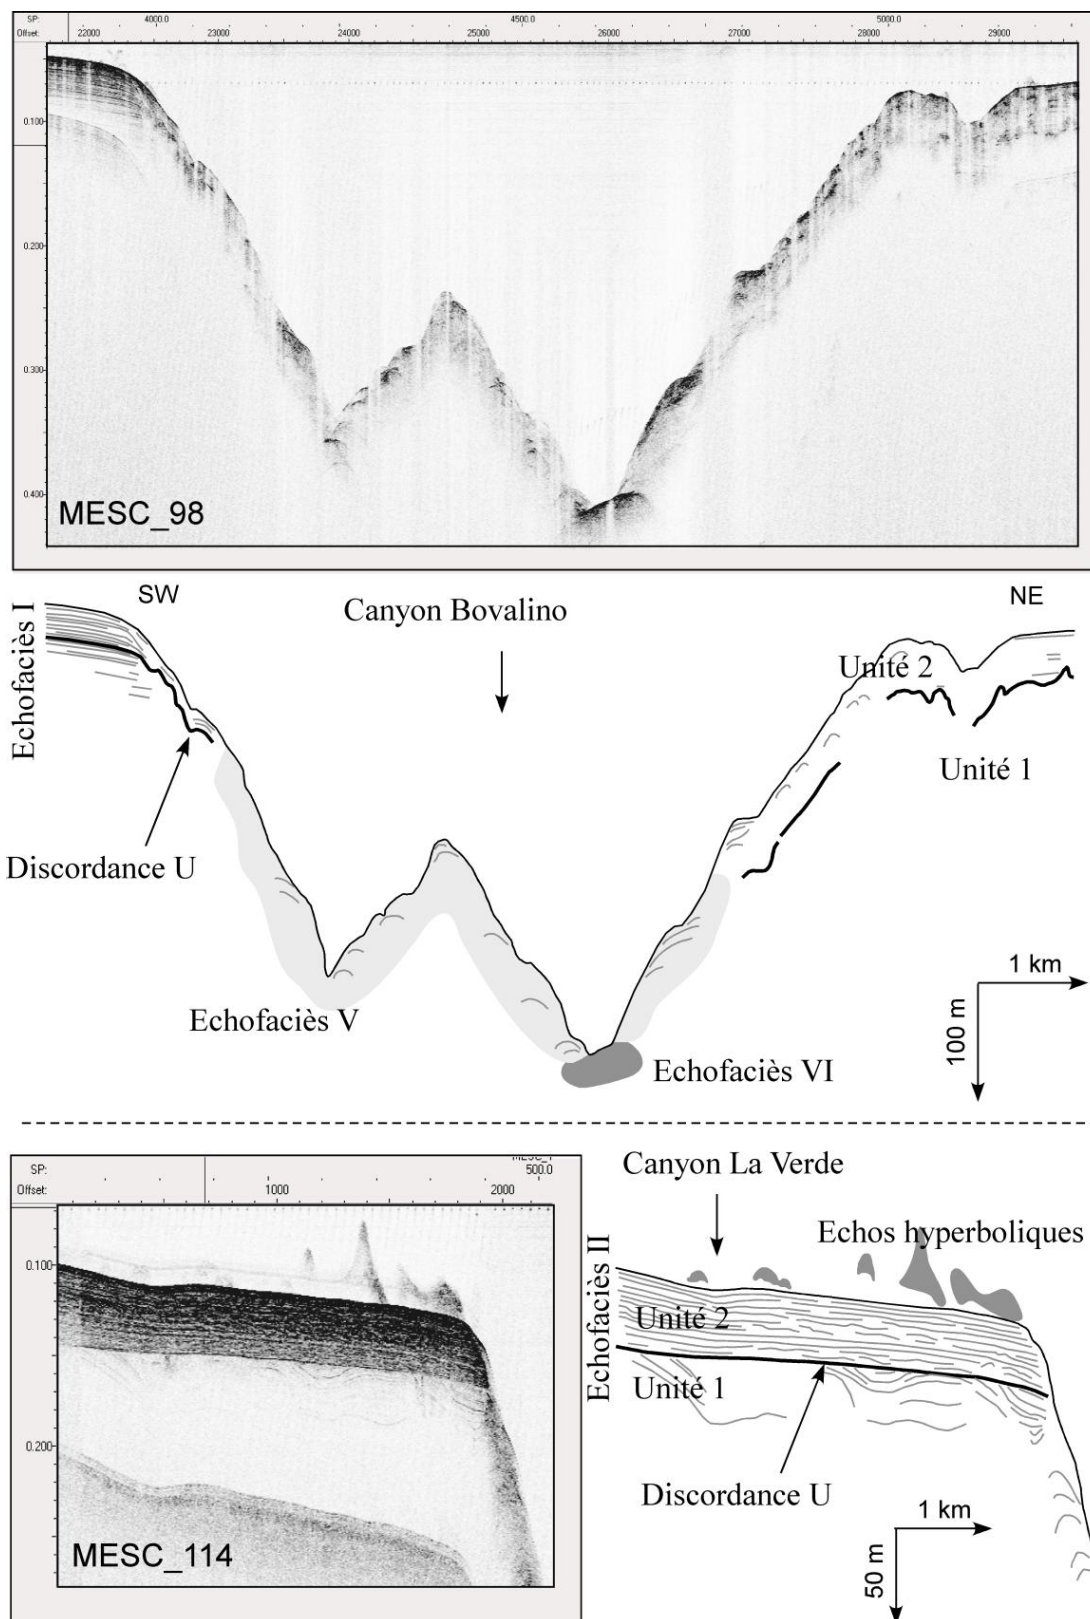 SP: 4000.0 4500.0 5000.0
Offset: 22000 23000 24000 25000 26000 27000 28000 29000
0.100
0.200
0.300
0.400
MESC_98
SW
NE
Echofaciès I
Canyon Bovalino
Unité 2
Unité 1
Discordance U
1 km
100 m
Echofaciès V
Echofaciès VI
SP: 500.0
Offset: 1000 2000
0.100
0.200
MESC_114
Canyon La Verde
Echos hyperboliques
Echofaciès II
Unité 2
Unité 1
Discordance U
1 km
50 m